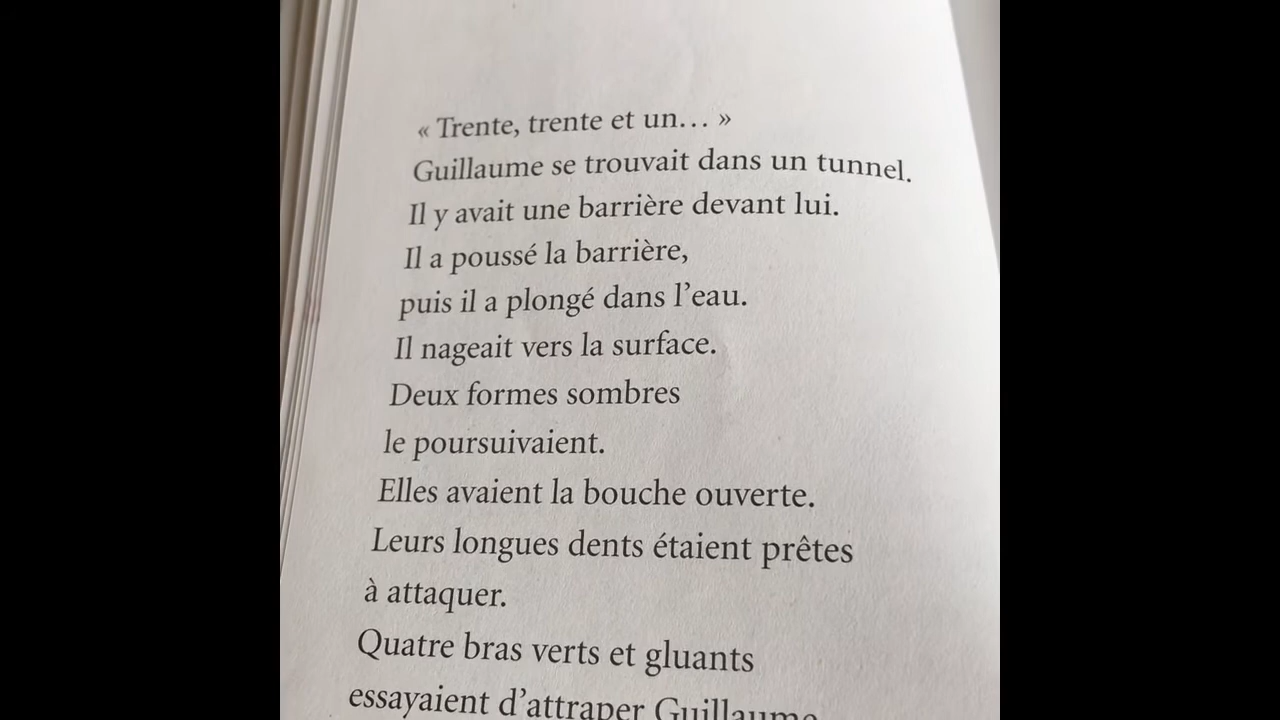 « Trente, trente et un… »
Guillaume se trouvait dans un tunnel.
Il y avait une barrière devant lui.
Il a poussé la barrière,
puis il a plongé dans l’eau.
Il nageait vers la surface.
Deux formes sombres
le poursuivaient.
Elles avaient la bouche ouverte.
Leurs longues dents étaient prêtes
à attaquer.
Quatre bras verts et gluants
essayaient d’attraper Guillaume